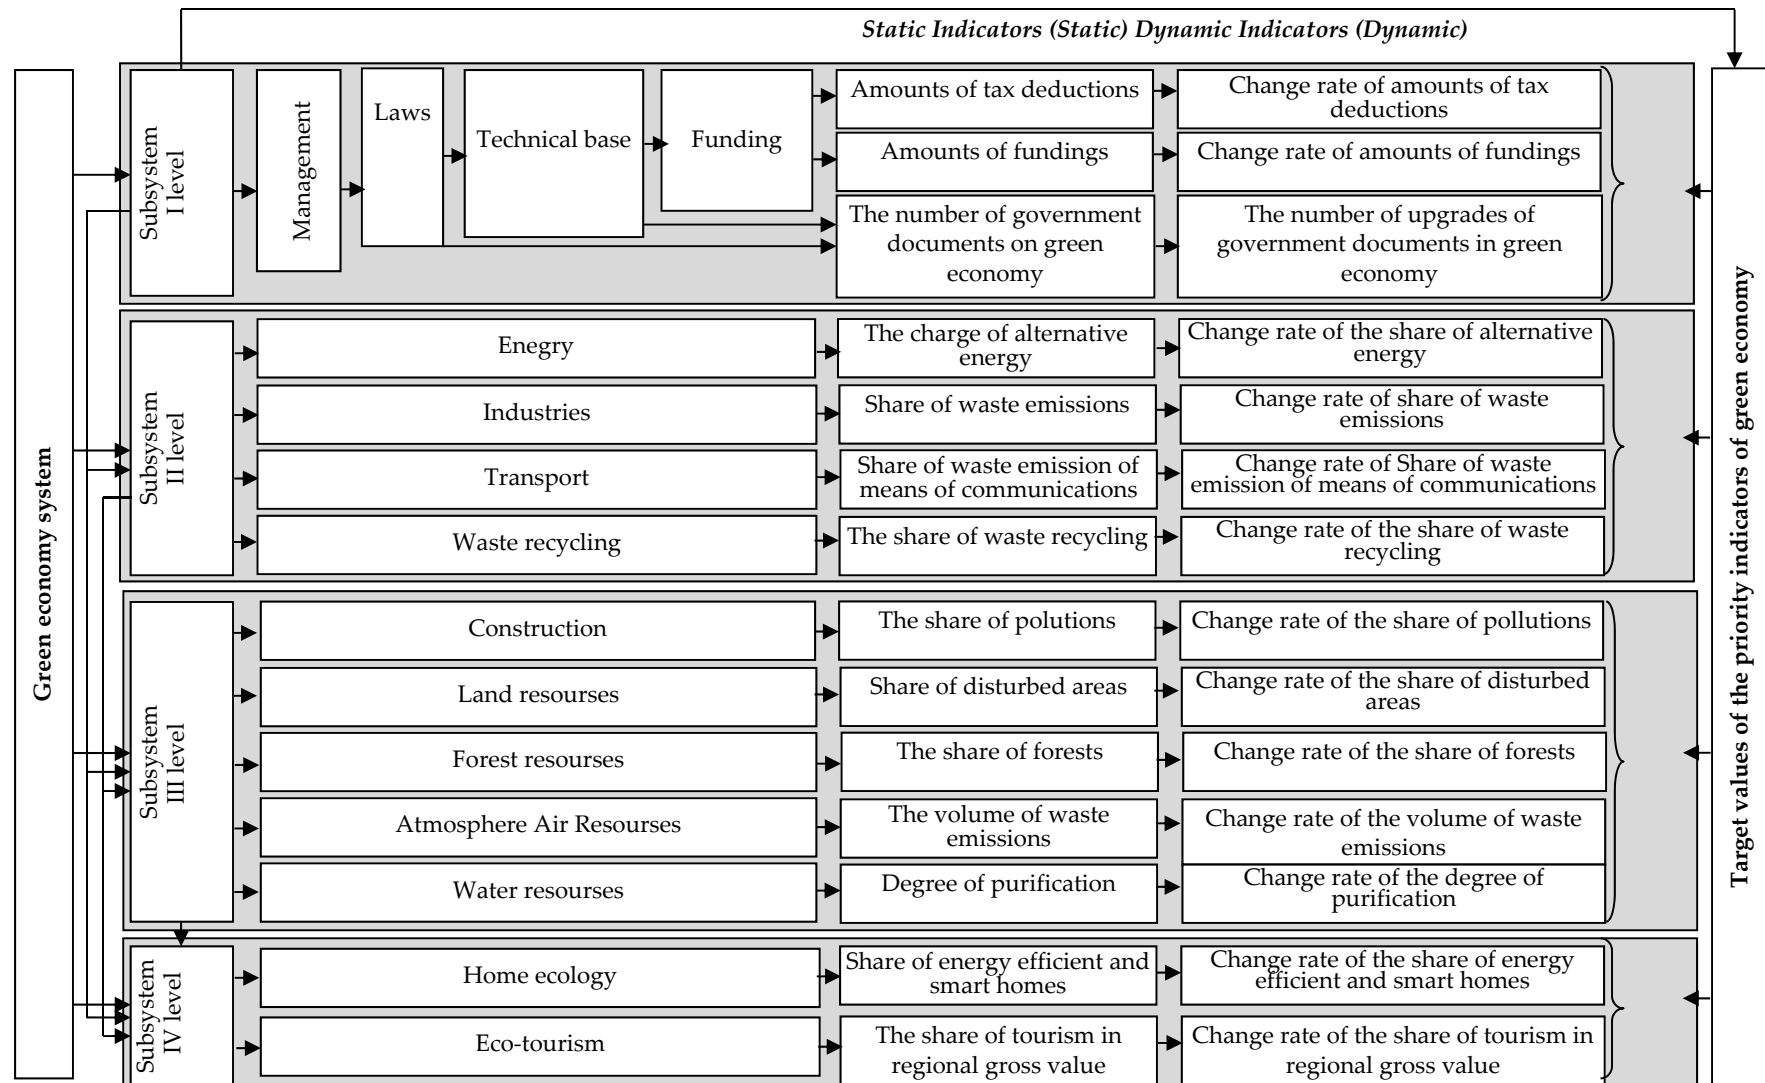 Static Indicators (Static) Dynamic Indicators (Dynamic)
Green economy system
Subsystem
I level
Management
Laws
Technical base
Funding
Amounts of tax deductions
Change rate of amounts of tax
deductions
Amounts of fundings
Change rate of amounts of fundings
The number of government
documents on green
economy
The number of upgrades of
government documents in green
economy
Subsystem
II level
Enegry
The charge of alternative
energy
Change rate of the share of alternative
energy
Industries
Share of waste emissions
Change rate of share of waste
emissions
Transport
Share of waste emission of
means of communications
Change rate of Share of waste
emission of means of communications
Waste recycling
The share of waste recycling
Change rate of the share of waste
recycling
Subsystem
III level
Construction
The share of polutions
Change rate of the share of pollutions
Land resourses
Share of disturbed areas
Change rate of the share of disturbed
areas
Forest resourses
The share of forests
Change rate of the share of forests
Atmosphere Air Resourses
The volume of waste
emissions
Change rate of the volume of waste
emissions
Water resourses
Degree of purification
Change rate of the degree of
purification
Subsystem
IV level
Home ecology
Share of energy efficient and
smart homes
Change rate of the share of energy
efficient and smart homes
Eco-tourism
The share of tourism in
regional gross value
Change rate of the share of tourism in
regional gross value
Target values of the priority indicators of green economy